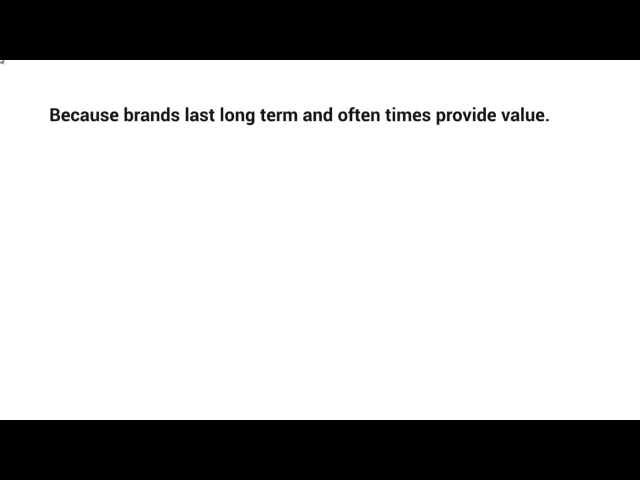 Because brands last long term and often times provide value.